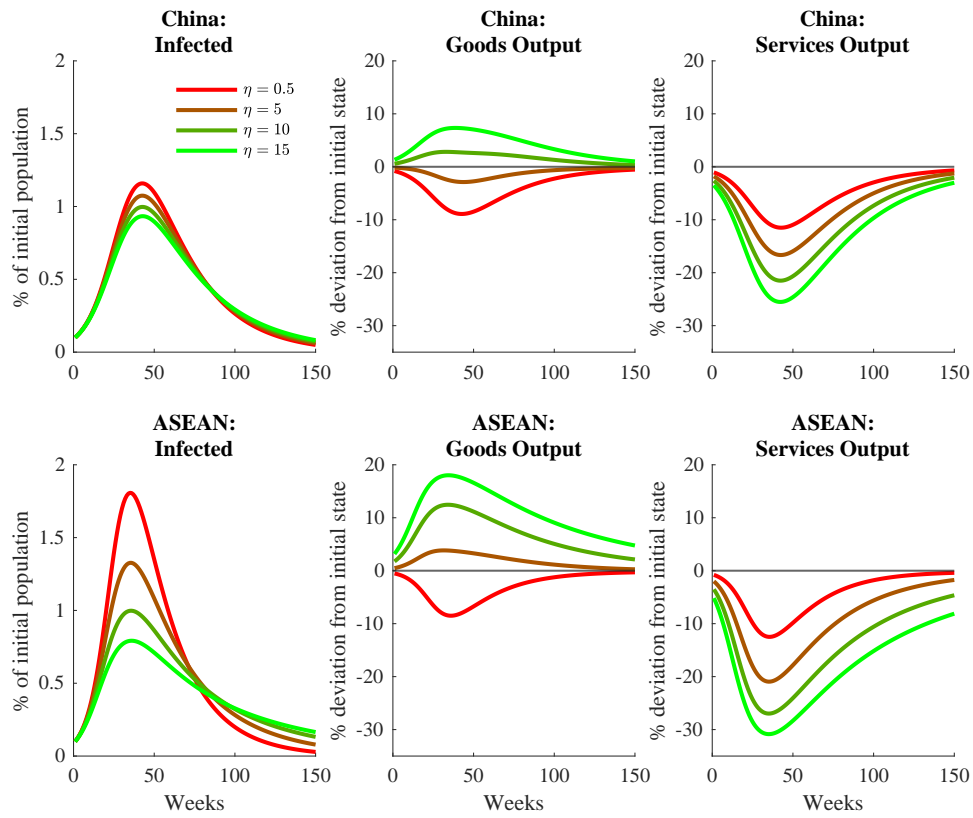 China:
Infected
% of initial population
2
1.5
1
0.5
0
0
50
100
150
η = 0.5
η = 5
η = 10
η = 15
China:
Goods Output
% deviation from initial state
20
10
0
-10
-20
-30
0
50
100
150
China:
Services Output
% deviation from initial state
20
10
0
-10
-20
-30
0
50
100
150
ASEAN:
Infected
% of initial population
2
1.5
1
0.5
0
0
50
100
150
Weeks
ASEAN:
Goods Output
% deviation from initial state
20
10
0
-10
-20
-30
0
50
100
150
Weeks
ASEAN:
Services Output
% deviation from initial state
20
10
0
-10
-20
-30
0
50
100
150
Weeks